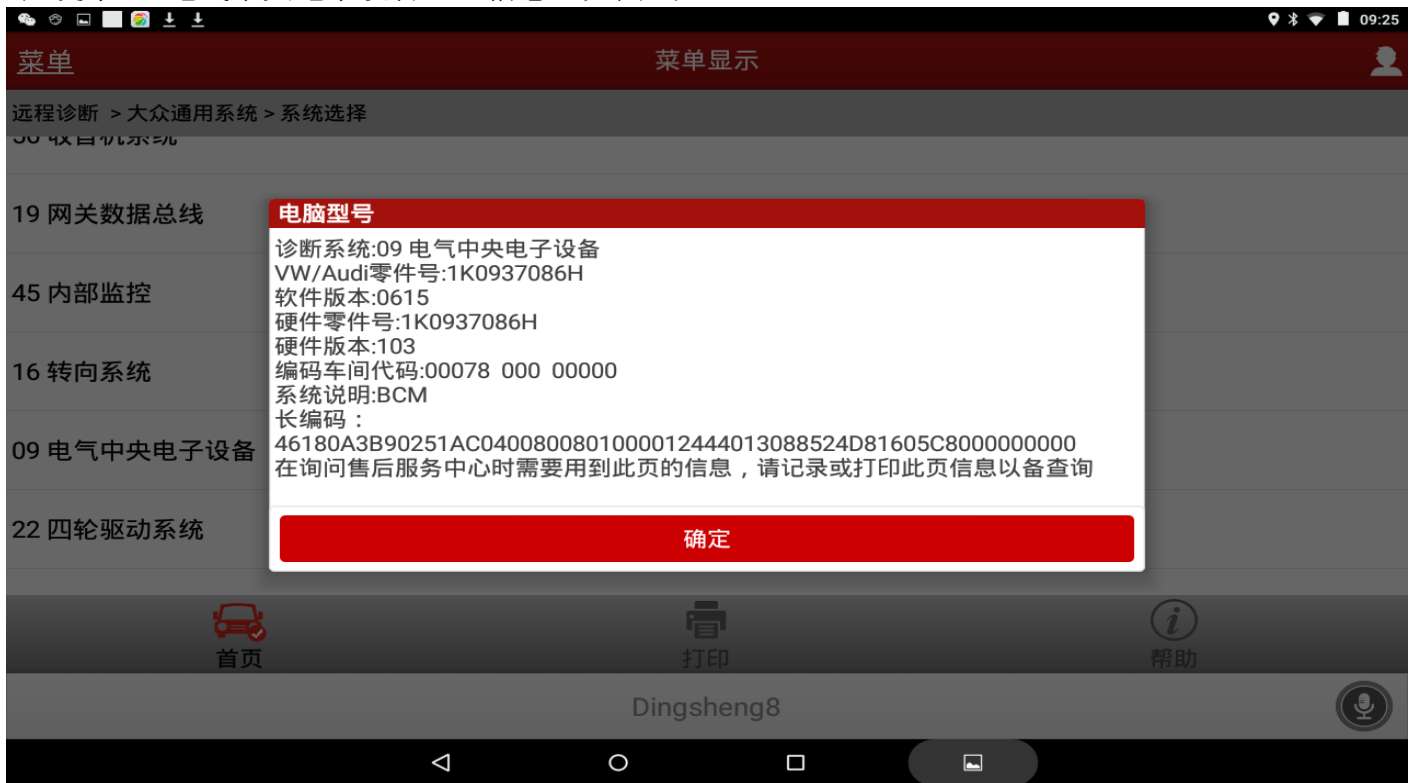 09:25
菜单
菜单显示
远程诊断 >大众通用系统>系统选择
19 网关数据总线
45 内部监控
16 转向系统
09 电气中央电子设备
22 四轮驱动系统
电脑型号
诊断系统:09 电气中央电子设备
VW/Audi零件号:1K0937086H
软件版本:0615
硬件零件号:1K0937086H
硬件版本:103
编码车间代码:00078 000 00000
系统说明:BCM
长编码：
46180A3B90251AC0400800801000012444013088524D81605C8000000000
在询问售后服务中心时需要用到此页的信息，请记录或打印此页信息以备查询
确定
首页
打印
帮助
Dingsheng8